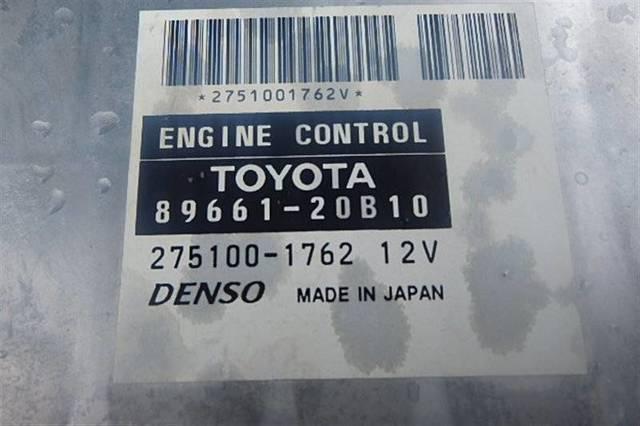 *2751001762V*
ENGINE CONTROL
TOYOTA
89661-20B10
275100-1762 12V
DENSO MADE IN JAPAN